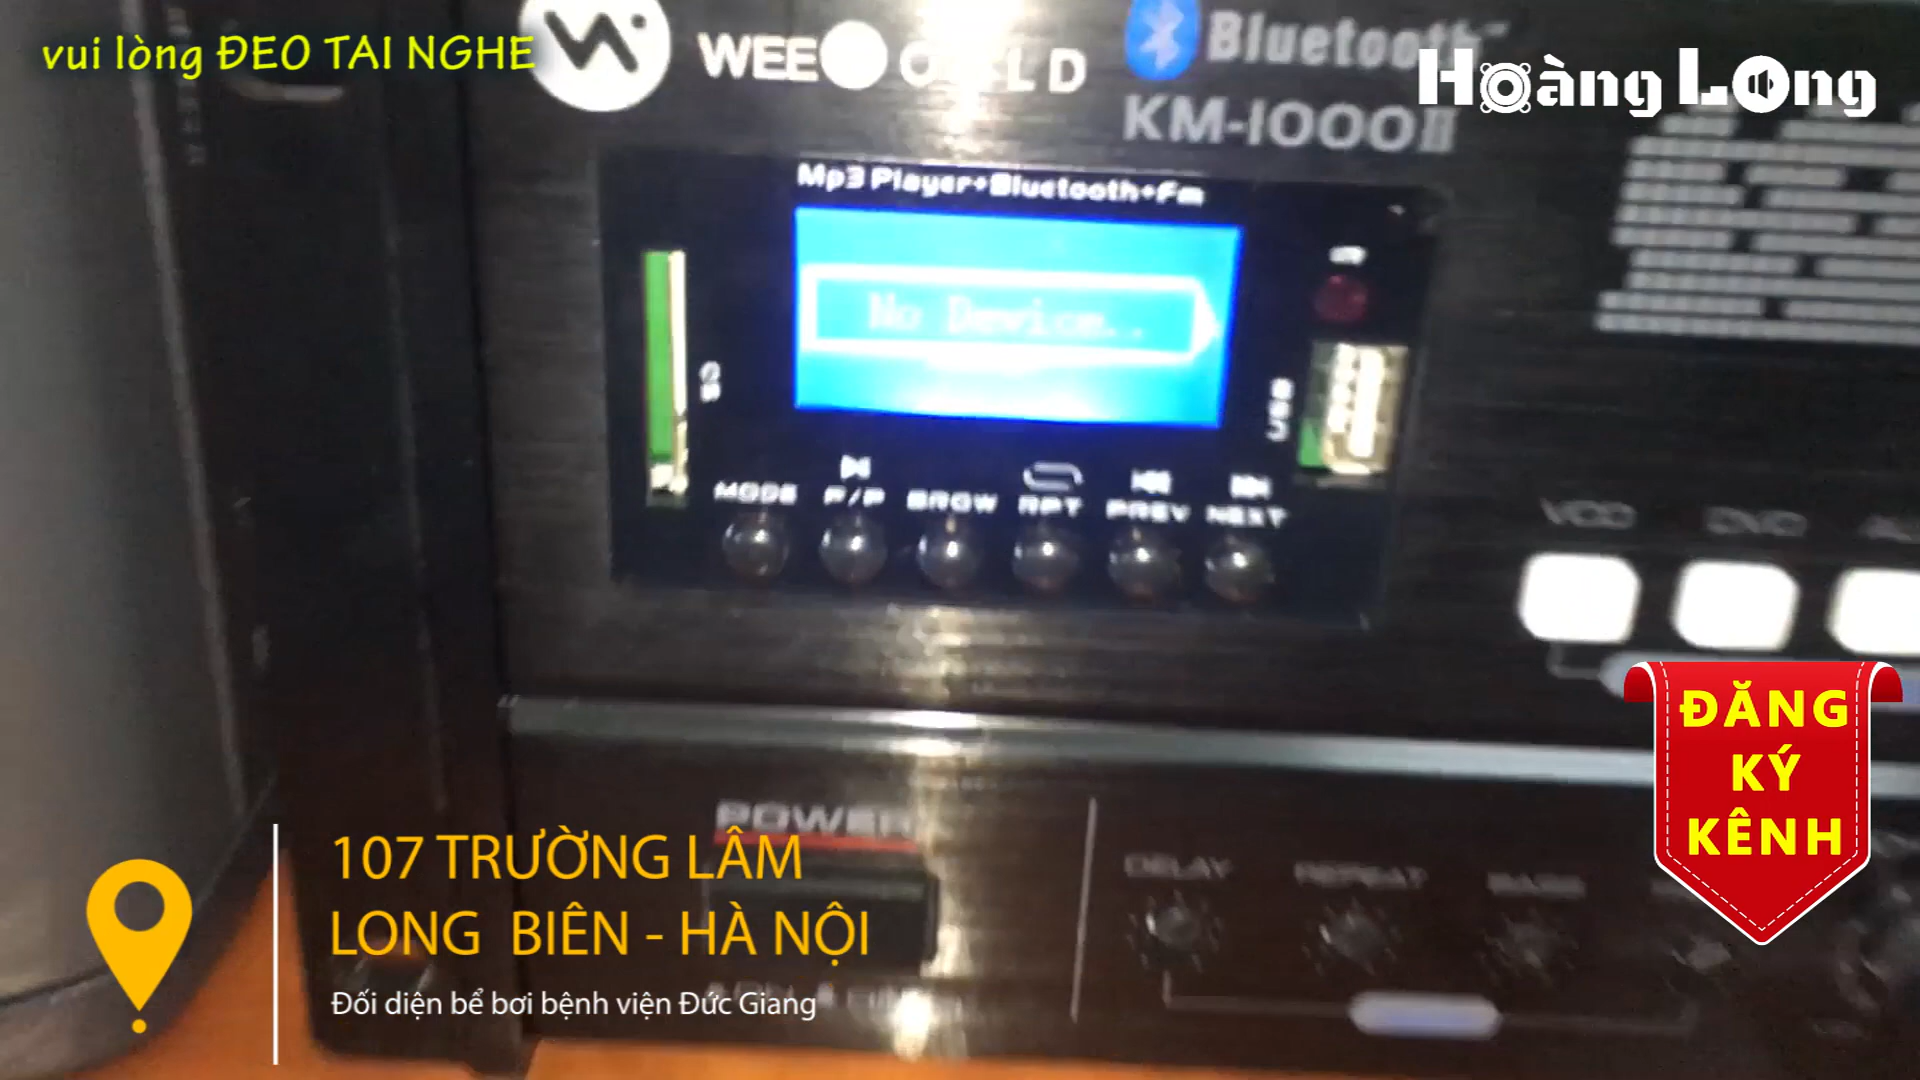 vui lòng ĐEO TAI NGHE
Bluetooth
Hoàng Long
KM-1000II
Mp3 Player+Bluetooth+Fm
No Device..
USB
MODE P/P BROW RPT PREV NEXT
VCD DVD
ĐĂNG
KÝ
KÊNH
POWER
107 TRƯỜNG LÂM
LONG BIÊN - HÀ NỘI
Đối diện bể bơi bệnh viện Đức Giang
DELAY REPEAT BASS